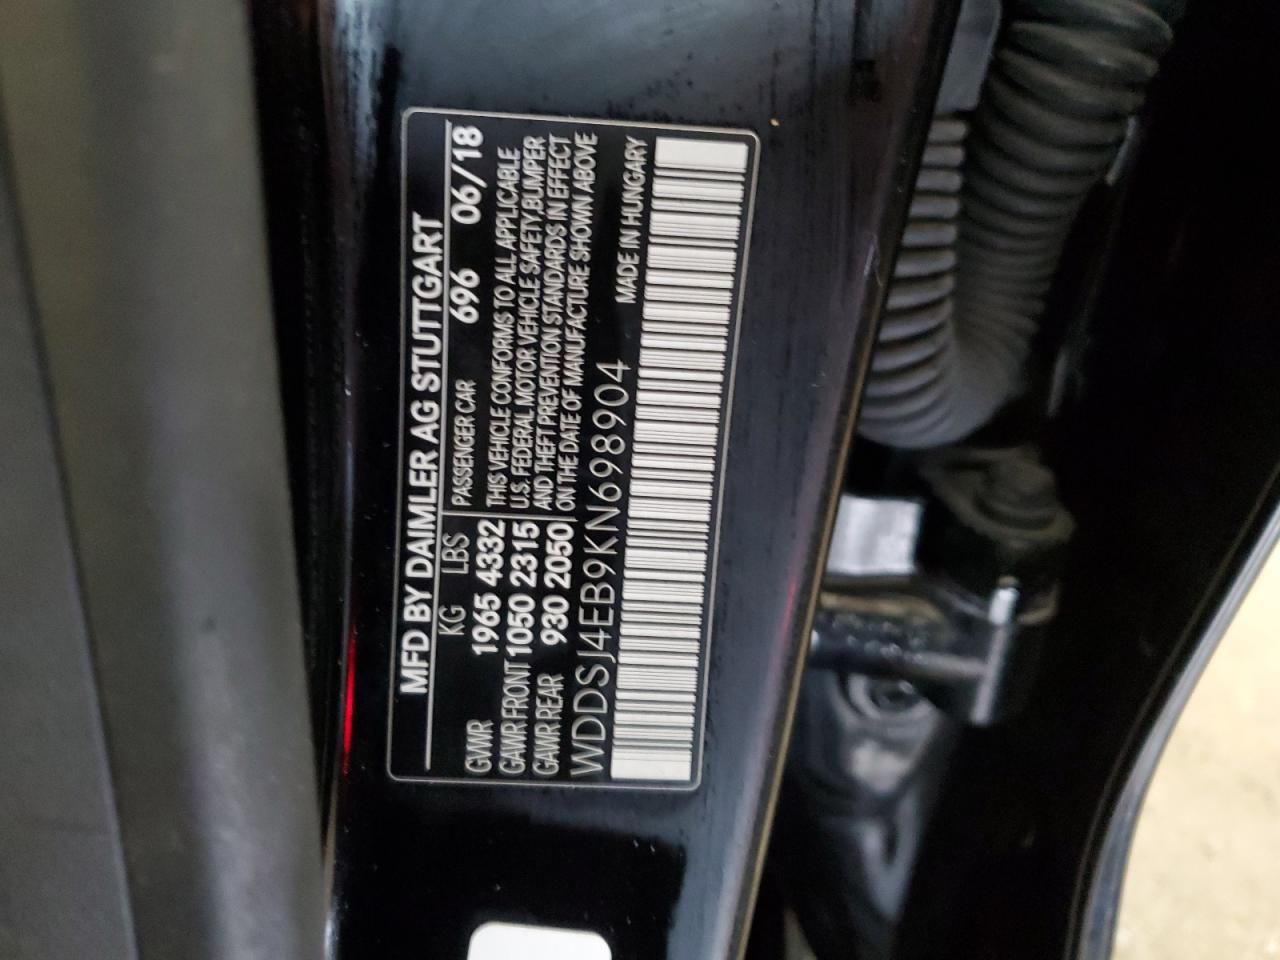 MFD BY DAIMLER AG STUTTGART
KG LBS PASSENGER CAR 696 06/18
GVWR 1965 4332 THIS VEHICLE CONFORMS TO ALL APPLICABLE
GAWR FRONT 1050 2315 U.S. FEDERAL MOTOR VEHICLE SAFETY,BUMPER
GAWR REAR 930 2050 AND THEFT PREVENTION STANDARDS IN EFFECT
ON THE DATE OF MANUFACTURE SHOWN ABOVE
WDDSJ4EB9KN698904 MADE IN HUNGARY